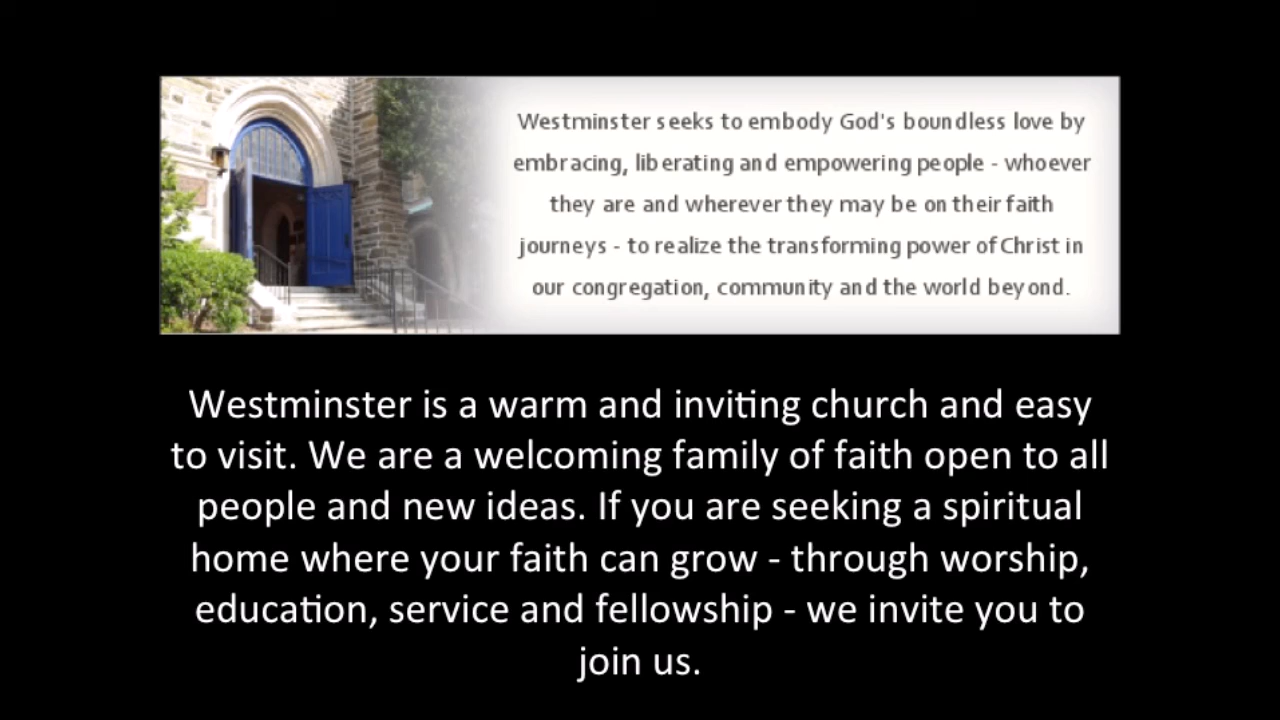 Westminster seeks to embody God's boundless love by
embracing, liberating and empowering people - whoever
they are and wherever they may be on their faith
journeys - to realize the transforming power of Christ in
our congregation, community and the world beyond.
Westminster is a warm and inviting church and easy
to visit. We are a welcoming family of faith open to all
people and new ideas. If you are seeking a spiritual
home where your faith can grow - through worship,
education, service and fellowship - we invite you to
join us.